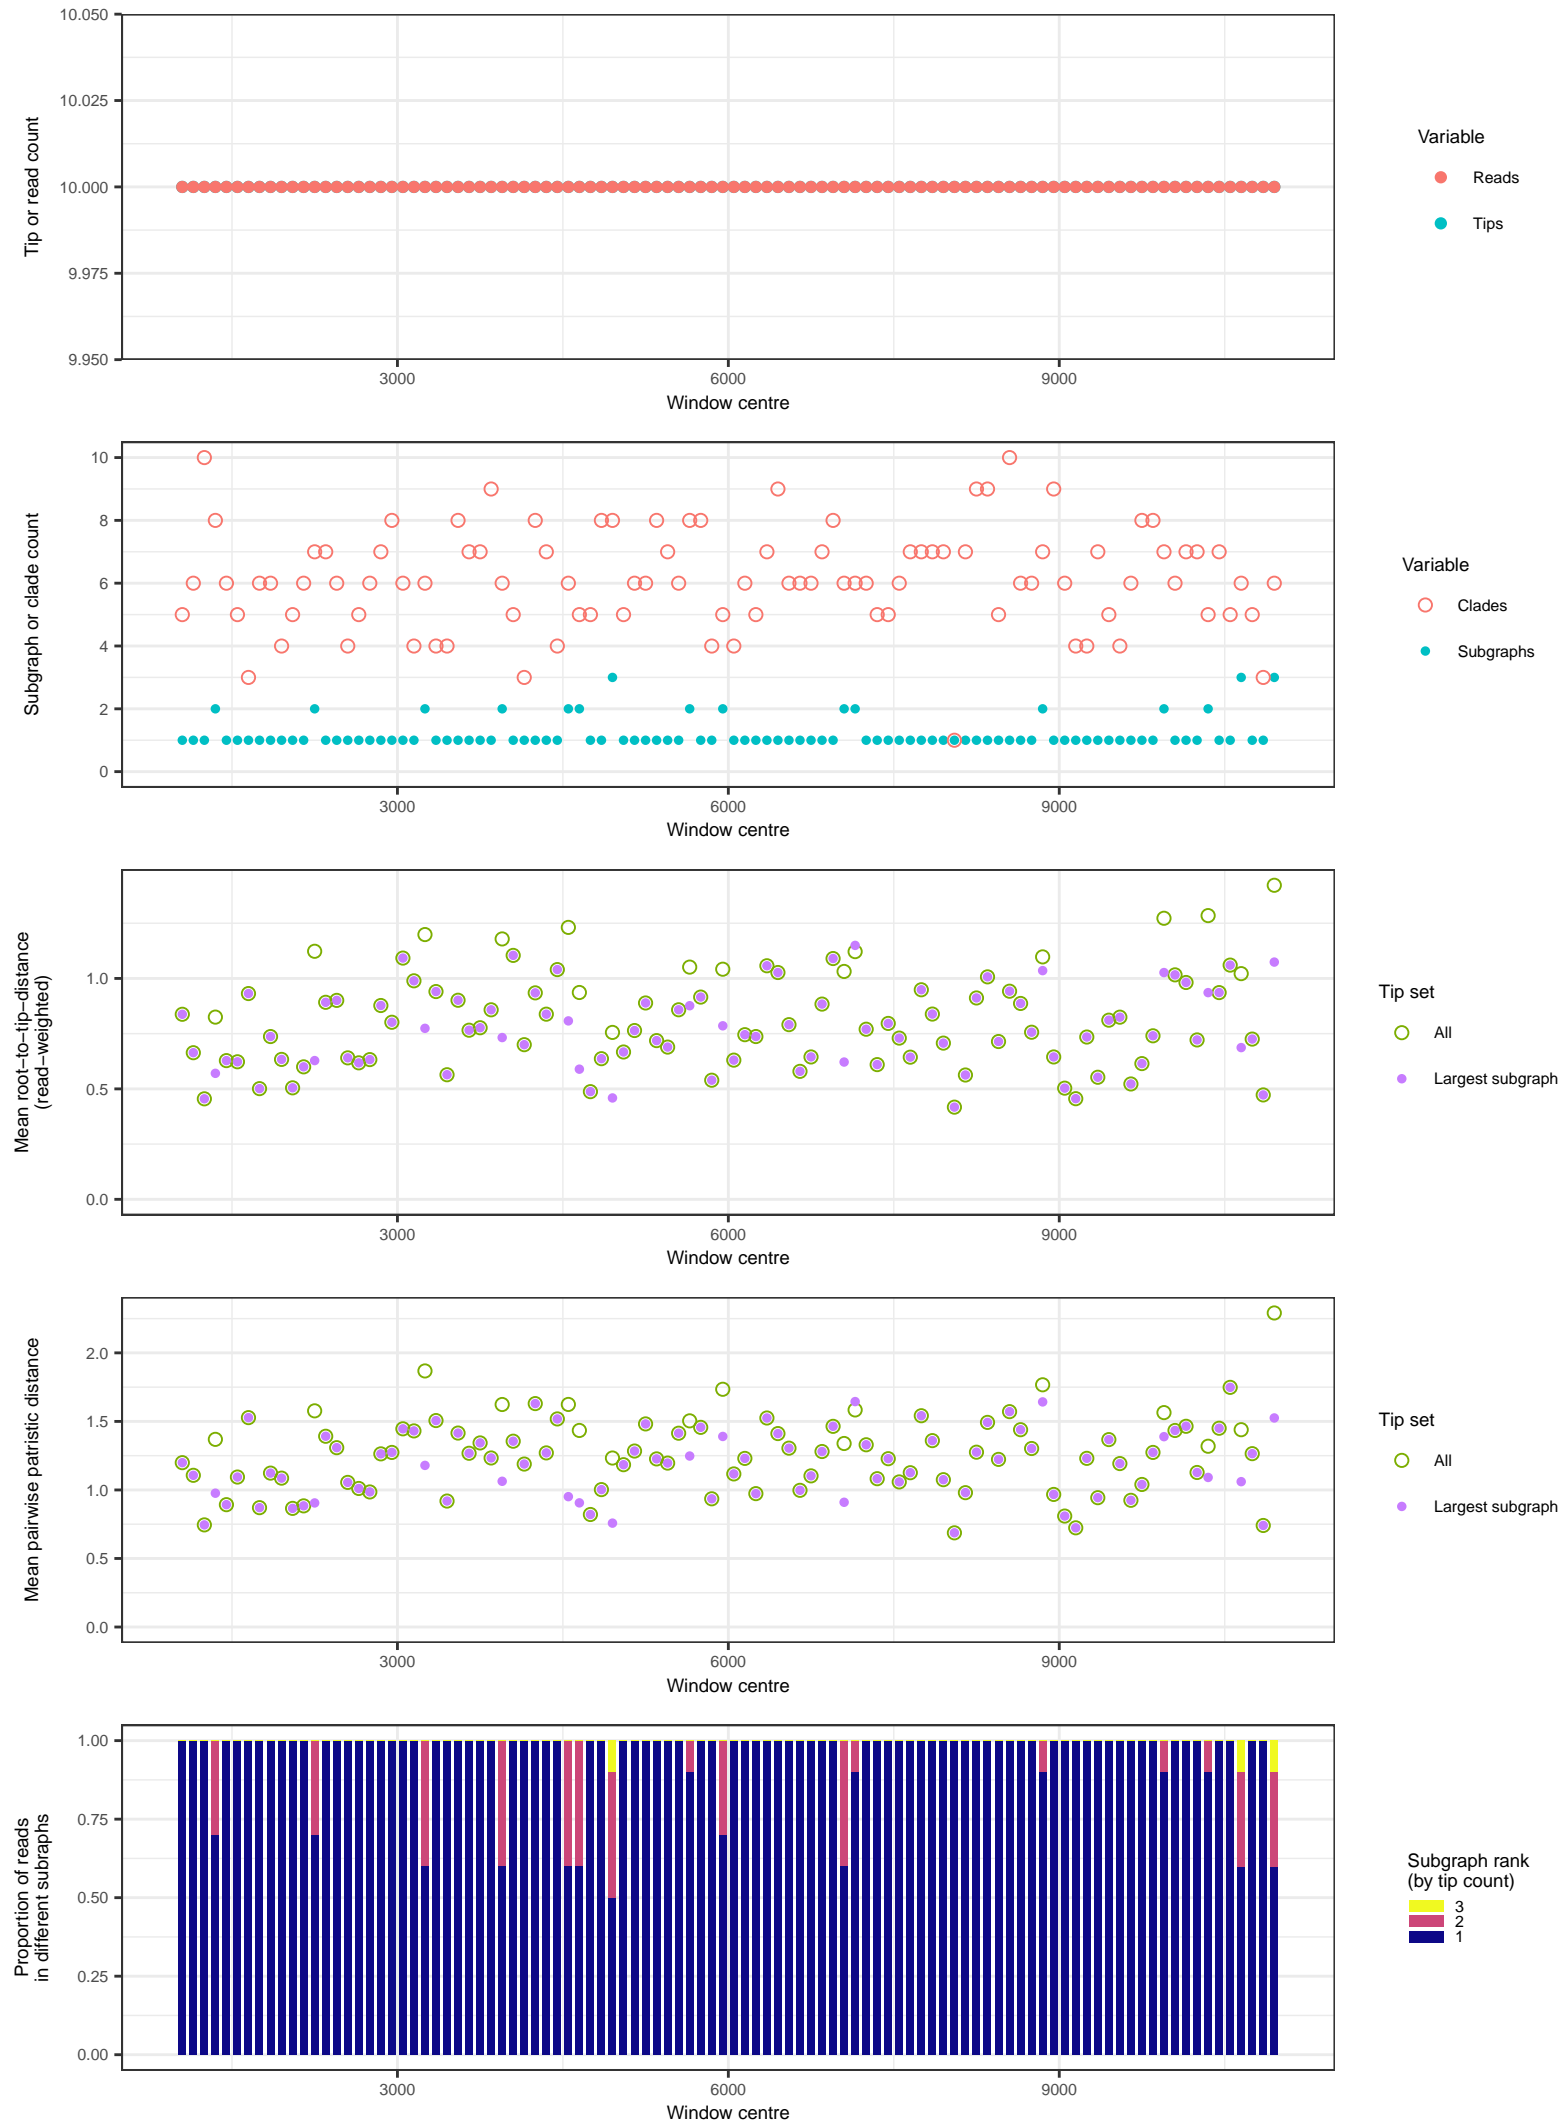 10.050
10.025
10.000
9.975
9.950
Tip or read count
3000 6000 9000
Window centre
Variable
Reads
Tips
10
8
6
4
2
0
Subgraph or clade count
3000 6000 9000
Window centre
Variable
Clades
Subgraphs
1.0
0.5
0.0
Mean root−to−tip−distance
(read−weighted)
3000 6000 9000
Window centre
Tip set
All
Largest subgraph
2.0
1.5
1.0
0.5
0.0
Mean pairwise patristic distance
3000 6000 9000
Window centre
Tip set
All
Largest subgraph
1.00
0.75
0.50
0.25
0.00
Proportion of reads
in different subraphs
3000 6000 9000
Window centre
Subgraph rank
(by tip count)
3
2
1